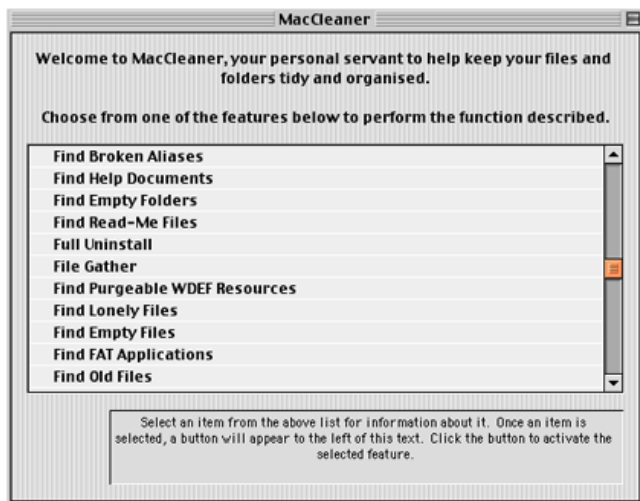 MacCleaner
Welcome to MacCleaner, your personal servant to help keep your files and
folders tidy and organised.
Choose from one of the features below to perform the function described.
Find Broken Aliases
Find Help Documents
Find Empty Folders
Find Read-Me Files
Full Uninstall
File Gather
Find Purgeable WDEF Resources
Find Lonely Files
Find Empty Files
Find FAT Applications
Find Old Files
Select an item from the above list for information about it. Once an item is
selected, a button will appear to the left of this text. Click the button to activate the
selected feature.